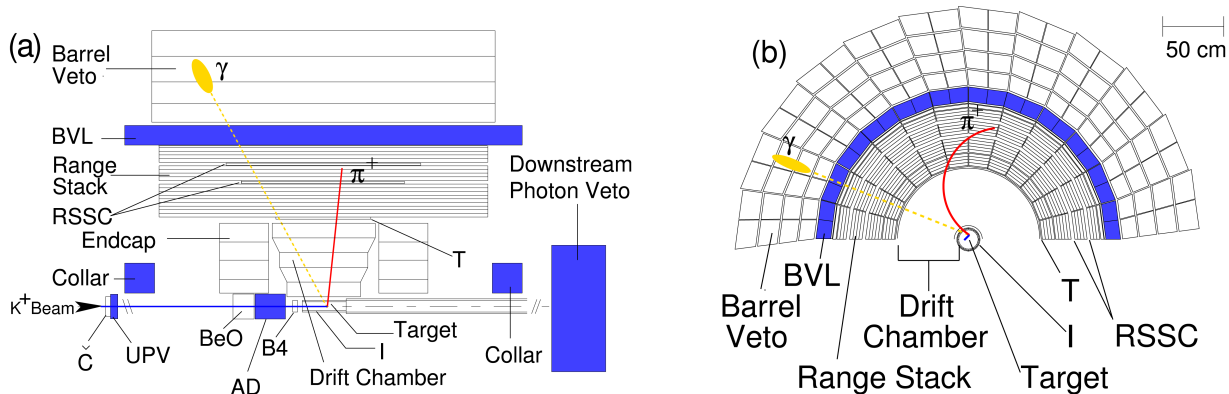 (a)
Barrel
Veto
γ
BVL
Range
Stack
RSSC
π+
Downstream
Photon Veto
Endcap
T
Collar
K+Beam
Č
UPV
BeO
AD
B4
Target
I
Drift Chamber
Collar
(b)
50 cm
π+
γ
BVL
Barrel
Veto
Drift
Chamber
T
I
RSSC
Range Stack
Target